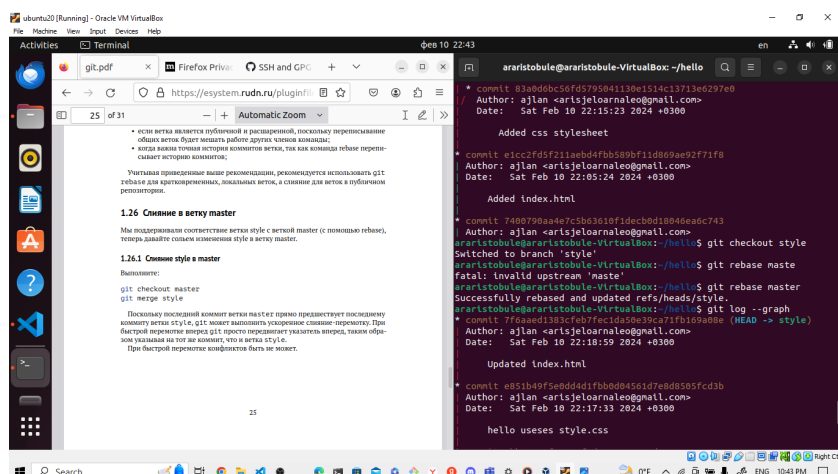 ubuntu20 [Running] - Oracle VM VirtualBox
File Machine View Input Devices Help
Activities
Terminal
фев 10 22:43
en
git.pdf
Firefox Privac
SSH and GPG
https://esystem.rudn.ru/pluginfil
25 of 31
Automatic Zoom
• если ветка является публичной и расшаренной, поскольку переписывание
общих веток будет мешать работе других членов команды;
• когда важна точная история коммитов ветки, так как команда rebase перепи-
сывает историю коммитов;
Учитывая приведенные выше рекомендации, рекомендуется использовать git
rebase для кратковременных, локальных веток, а слияние для веток в публичном
репозитории.
1.26 Слияние в ветку master
Мы поддерживали соответствие ветки style с веткой master (с помощью rebase),
теперь давайте сольем изменения style в ветку master.
1.26.1 Слияние style в master
Выполните:
git checkout master
git merge style
Поскольку последний коммит ветки master прямо предшествует последнему
коммиту ветки style, git может выполнить ускоренное слияние-перемотку. При
быстрой перемотке вперед git просто передвигает указатель вперед, таким обра-
зом указывая на тот же коммит, что и ветка style.
При быстрой перемотке конфликтов быть не может.
25
araristobule@araristobule-VirtualBox: ~/hello
* commit 83a0d6bc56fd5795041130e1514c13713e6297e0
Author: ajlan <arisjeloarnaleo@gmail.com>
Date: Sat Feb 10 22:15:23 2024 +0300
Added css stylesheet
* commit e1cc2fd5f211aebd4fbb589bf11d869ae92f71f8
Author: ajlan <arisjeloarnaleo@gmail.com>
Date: Sat Feb 10 22:05:24 2024 +0300
Added index.html
* commit 7400790aa4e7c5b63610f1decb0d18046ea6c743
Author: ajlan <arisjeloarnaleo@gmail.com>
araristobule@araristobule-VirtualBox:~/hello$ git checkout style
Switched to branch 'style'
araristobule@araristobule-VirtualBox:~/hello$ git rebase maste
fatal: invalid upstream 'maste'
araristobule@araristobule-VirtualBox:~/hello$ git rebase master
Successfully rebased and updated refs/heads/style.
araristobule@araristobule-VirtualBox:~/hello$ git log --graph
* commit 7f6aaed1383cfeb7fec1da50e39ca71fb169a08e (HEAD -> style)
Author: ajlan <arisjeloarnaleo@gmail.com>
Date: Sat Feb 10 22:18:59 2024 +0300
Updated index.html
* commit e851b49f5e0dd4d1fbb0d04561d7e8d8505fcd3b
Author: ajlan <arisjeloarnaleo@gmail.com>
Date: Sat Feb 10 22:17:33 2024 +0300
hello useses style.css
Right Ct
Search
0°F
ENG
10:43 PM